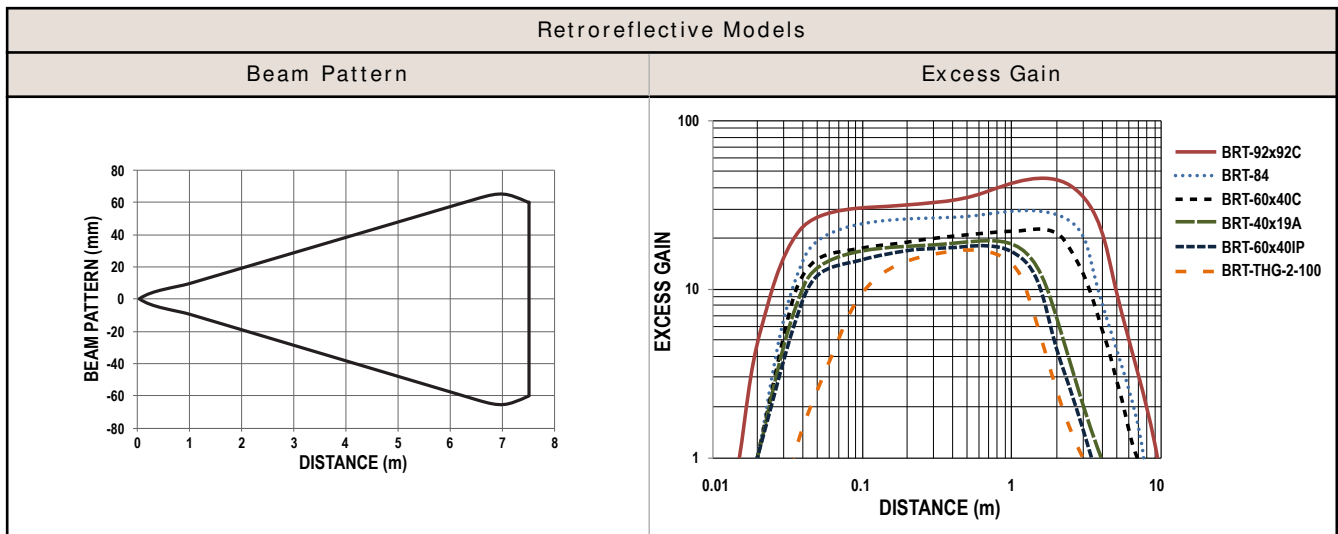 Retroreflective Models
Beam Pattern
Excess Gain
BEAM PATTERN (mm)
80
60
40
20
0
-20
-40
-60
-80
0 1 2 3 4 5 6 7 8
DISTANCE (m)
EXCESS GAIN
100
10
1
0.01 0.1 1 10
DISTANCE (m)
BRT-92x92C
BRT-84
BRT-60x40C
BRT-40x19A
BRT-60x40IP
BRT-THG-2-100